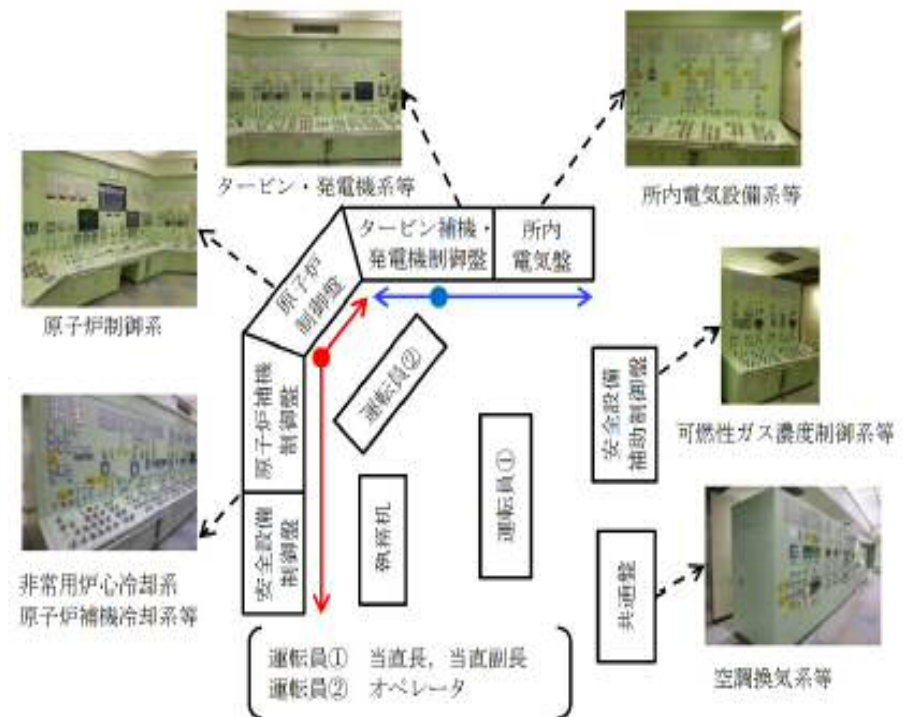 タービン・発電機系等
所内電気設備系等
タービン補機・
発電機制御盤
所内
電気盤
原子炉
制御盤
原子炉制御系
運転員②
原子炉補機
制御盤
安全設備
補助制御盤
可燃性ガス濃度制御系等
運転員①
安全設備
制御盤
執務机
共通盤
非常用炉心冷却系
原子炉補機冷却系等
空調換気系等
運転員① 当直長，当直副長
運転員② オペレータ